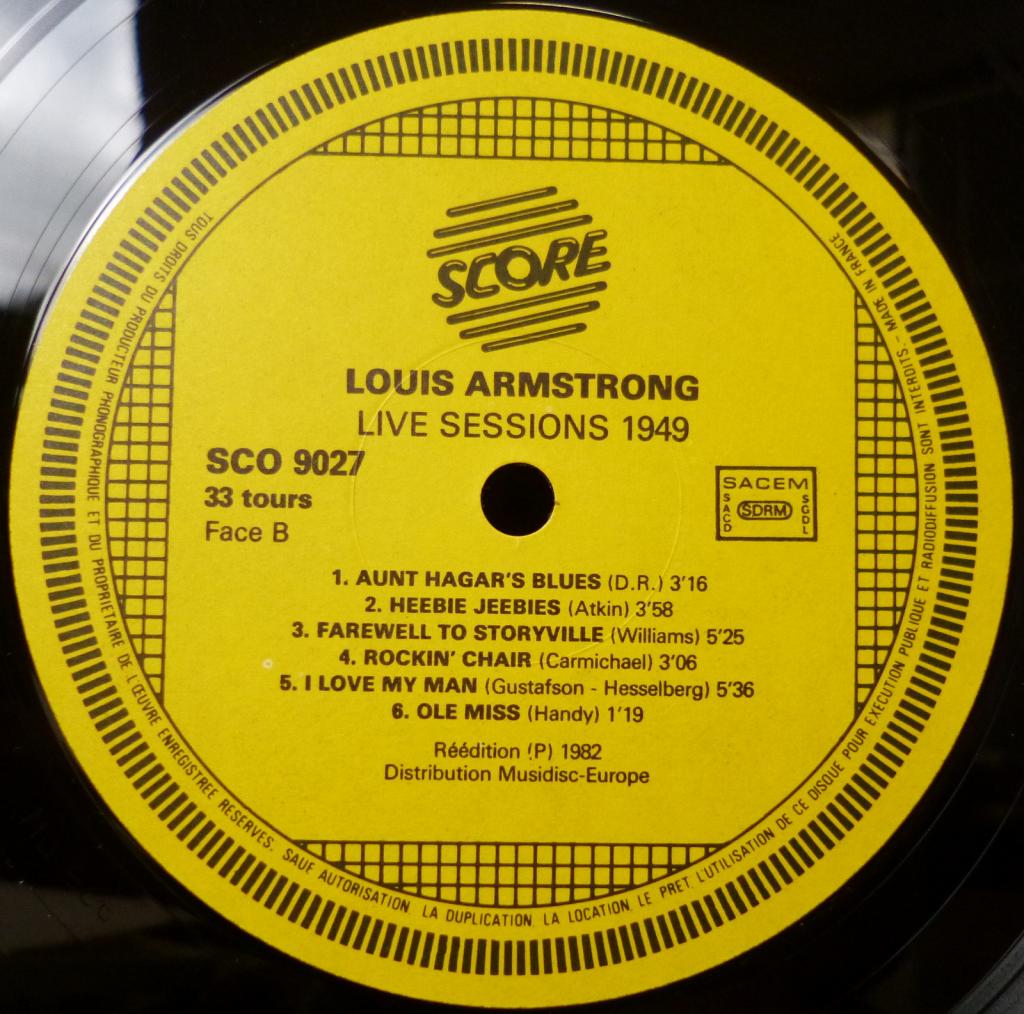 SCORE
LOUIS ARMSTRONG
LIVE SESSIONS 1949
SCO 9027
33 tours
Face B
SACEM
SACD
SDRM
SGDL
1. AUNT HAGAR'S BLUES (D.R.) 3'16
2. HEEBIE JEEBIES (Atkin) 3'58
3. FAREWELL TO STORYVILLE (Williams) 5'25
4. ROCKIN' CHAIR (Carmichael) 3'06
5. I LOVE MY MAN (Gustafson - Hesselberg) 5'36
6. OLE MISS (Handy) 1'19
Réédition (P) 1982
Distribution Musidisc-Europe
TOUS DROITS DU PRODUCTEUR PHONOGRAPHIQUE ET DU PROPRIETAIRE DE L'ŒUVRE ENREGISTREE RESERVES. SAUF AUTORISATION, LA DUPLICATION, LA LOCATION, LE PRET, L'UTILISATION DE CE DISQUE POUR EXECUTION PUBLIQUE ET RADIODIFFUSION SONT INTERDITS. - MADE IN FRANCE